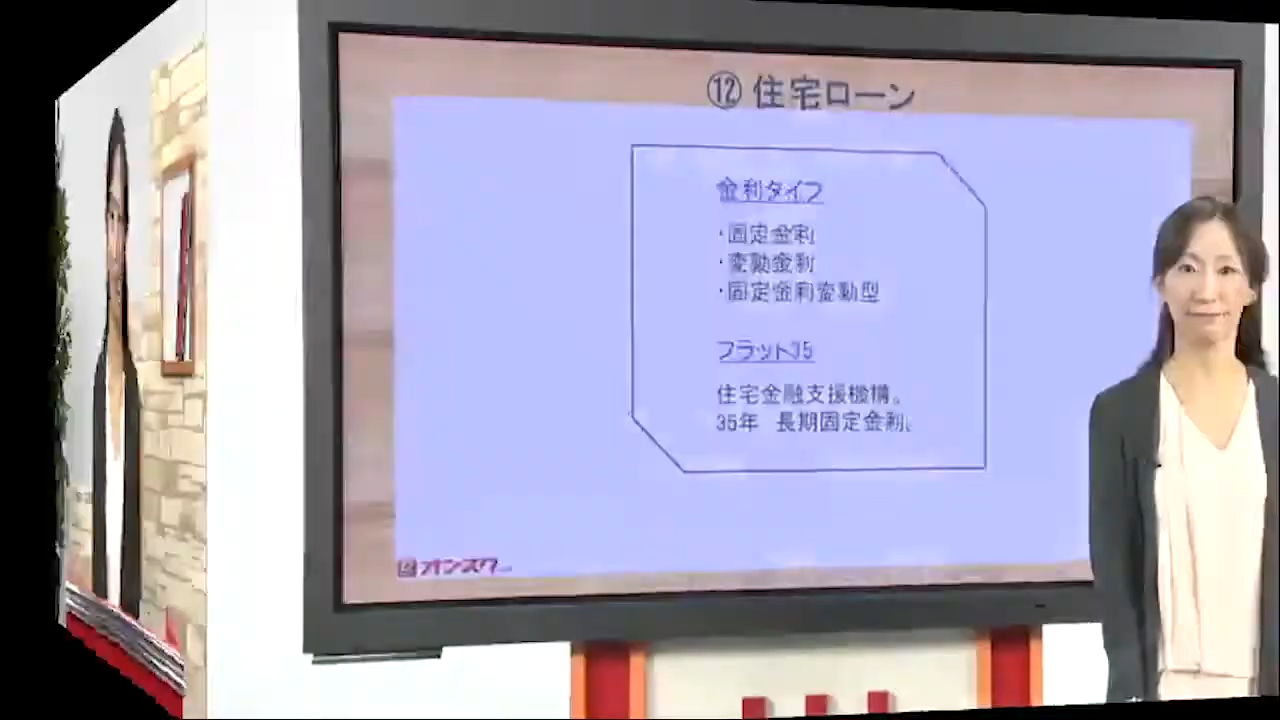 ⑫ 住宅ローン
金利タイプ
・固定金利
・変動金利
・固定金利変動型
フラット35
住宅金融支援機構。
35年 長期固定金利。
オンスク